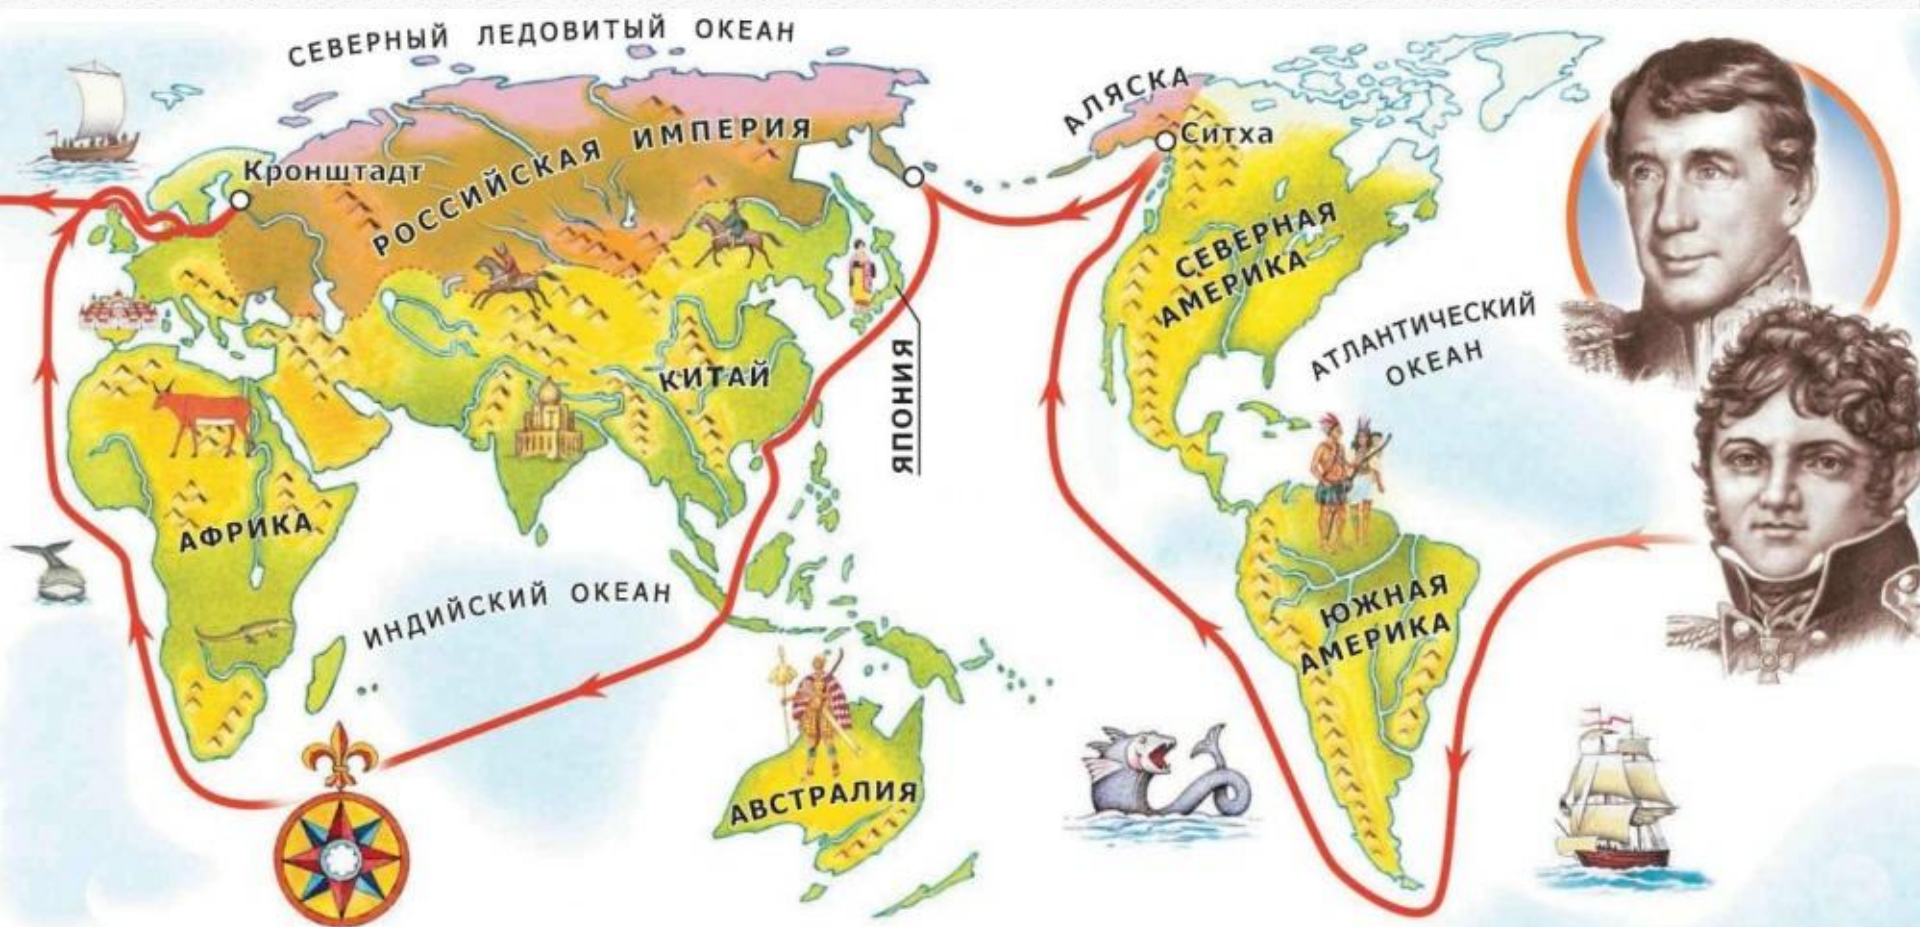 СЕВЕРНЫЙ ЛЕДОВИТЫЙ ОКЕАН
АЛЯСКА
Ситха
РОССИЙСКАЯ ИМПЕРИЯ
Кронштадт
СЕВЕРНАЯ
АМЕРИКА
АТЛАНТИЧЕСКИЙ
ОКЕАН
КИТАЙ
ЯПОНИЯ
АФРИКА
ИНДИЙСКИЙ ОКЕАН
ЮЖНАЯ
АМЕРИКА
АВСТРАЛИЯ